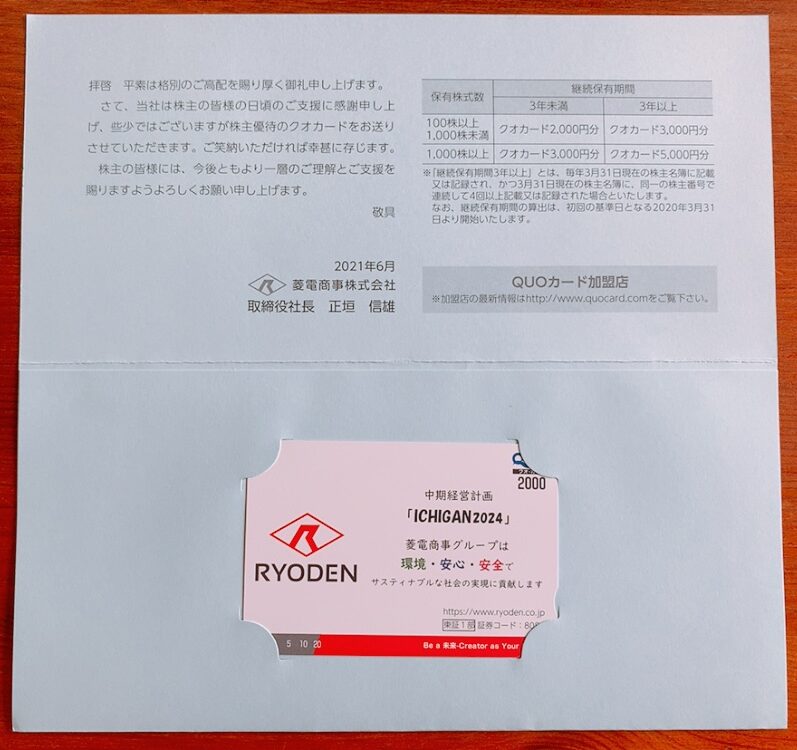 拝啓　平素は格別のご高配を賜り厚く御礼申し上げます。
さて、当社は株主の皆様の日頃のご支援に感謝申し上
げ、些少ではございますが株主優待のクオカードをお送り
させていただきます。ご笑納いただければ幸甚に存じます。
株主の皆様には、今後ともより一層のご理解とご支援を
賜りますようよろしくお願い申し上げます。
敬具
2021年6月
菱電商事株式会社
取締役社長　正垣　信雄
保有株式数
継続保有期間
3年未満
3年以上
100株以上
1,000株未満
クオカード2,000円分
クオカード3,000円分
1,000株以上
クオカード3,000円分
クオカード5,000円分
※「継続保有期間3年以上」とは、毎年3月31日現在の株主名簿に記載
又は記録され、かつ3月31日現在の株主名簿に、同一の株主番号で
連続して4回以上記載又は記録された場合といたします。
なお、継続保有期間の算出は、初回の基準日となる2020年3月31
日より開始いたします。
QUOカード加盟店
※加盟店の最新情報はhttp://www.quocard.comをご覧下さい。
2000
中期経営計画
「ICHIGAN2024」
菱電商事グループは
環境・安心・安全で
サスティナブルな社会の実現に貢献します
RYODEN
https://www.ryoden.co.jp
東証1部 証券コード：80
5 10 20
Be a 未来-Creator as Your